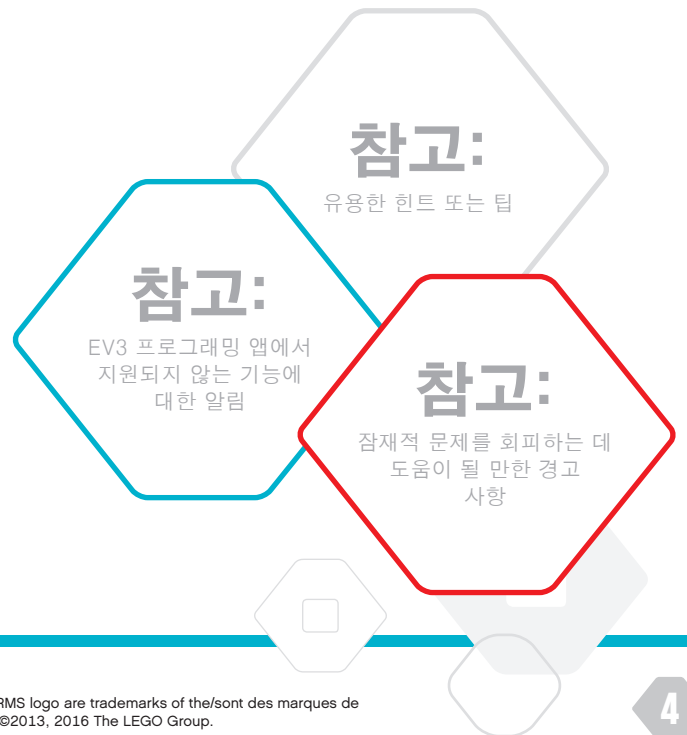 참고:
유용한 힌트 또는 팁
참고:
EV3 프로그래밍 앱에서
지원되지 않는 기능에
대한 알림
참고:
잠재적 문제를 회피하는 데
도움이 될 만한 경고
사항
RMS logo are trademarks of the/sont des marques de
©2013, 2016 The LEGO Group.
4